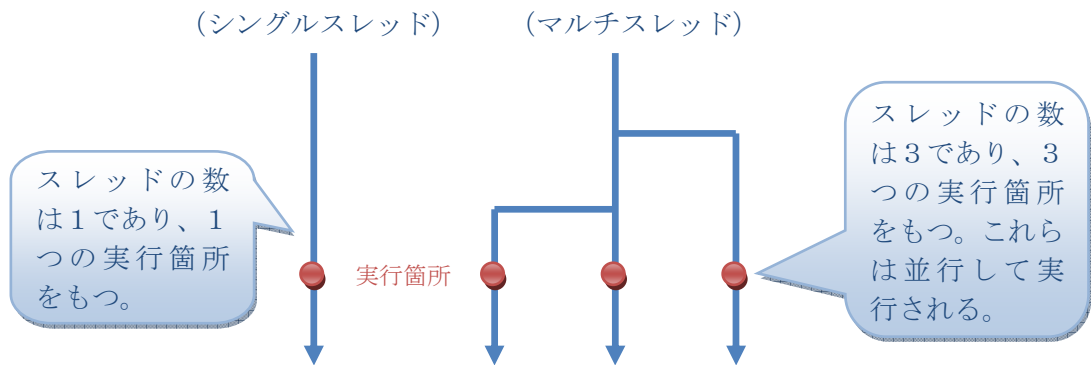 (シングルスレッド)
(マルチスレッド)
スレッドの数
は１であり、１
つの実行箇所
をもつ。
実行箇所
スレッドの数
は３であり、３
つの実行箇所
をもつ。これら
は並行して実
行される。